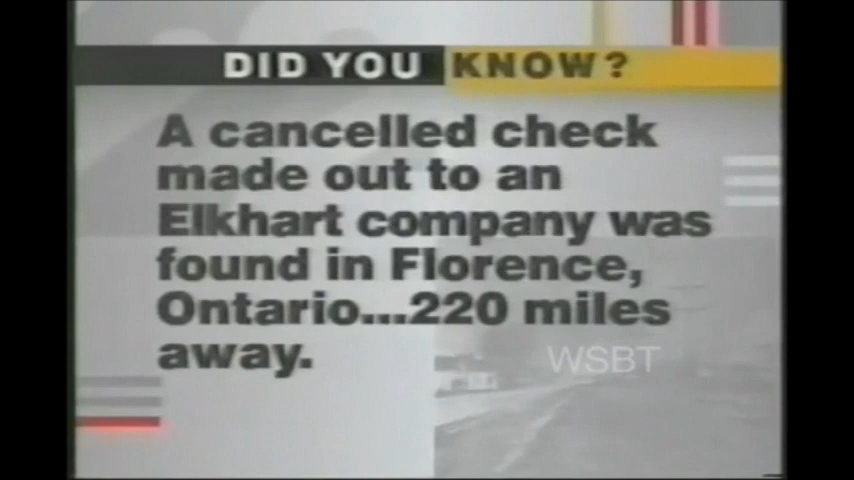 DID YOU KNOW?
A cancelled check
made out to an
Elkhart company was
found in Florence,
Ontario...220 miles
away.
WSBT